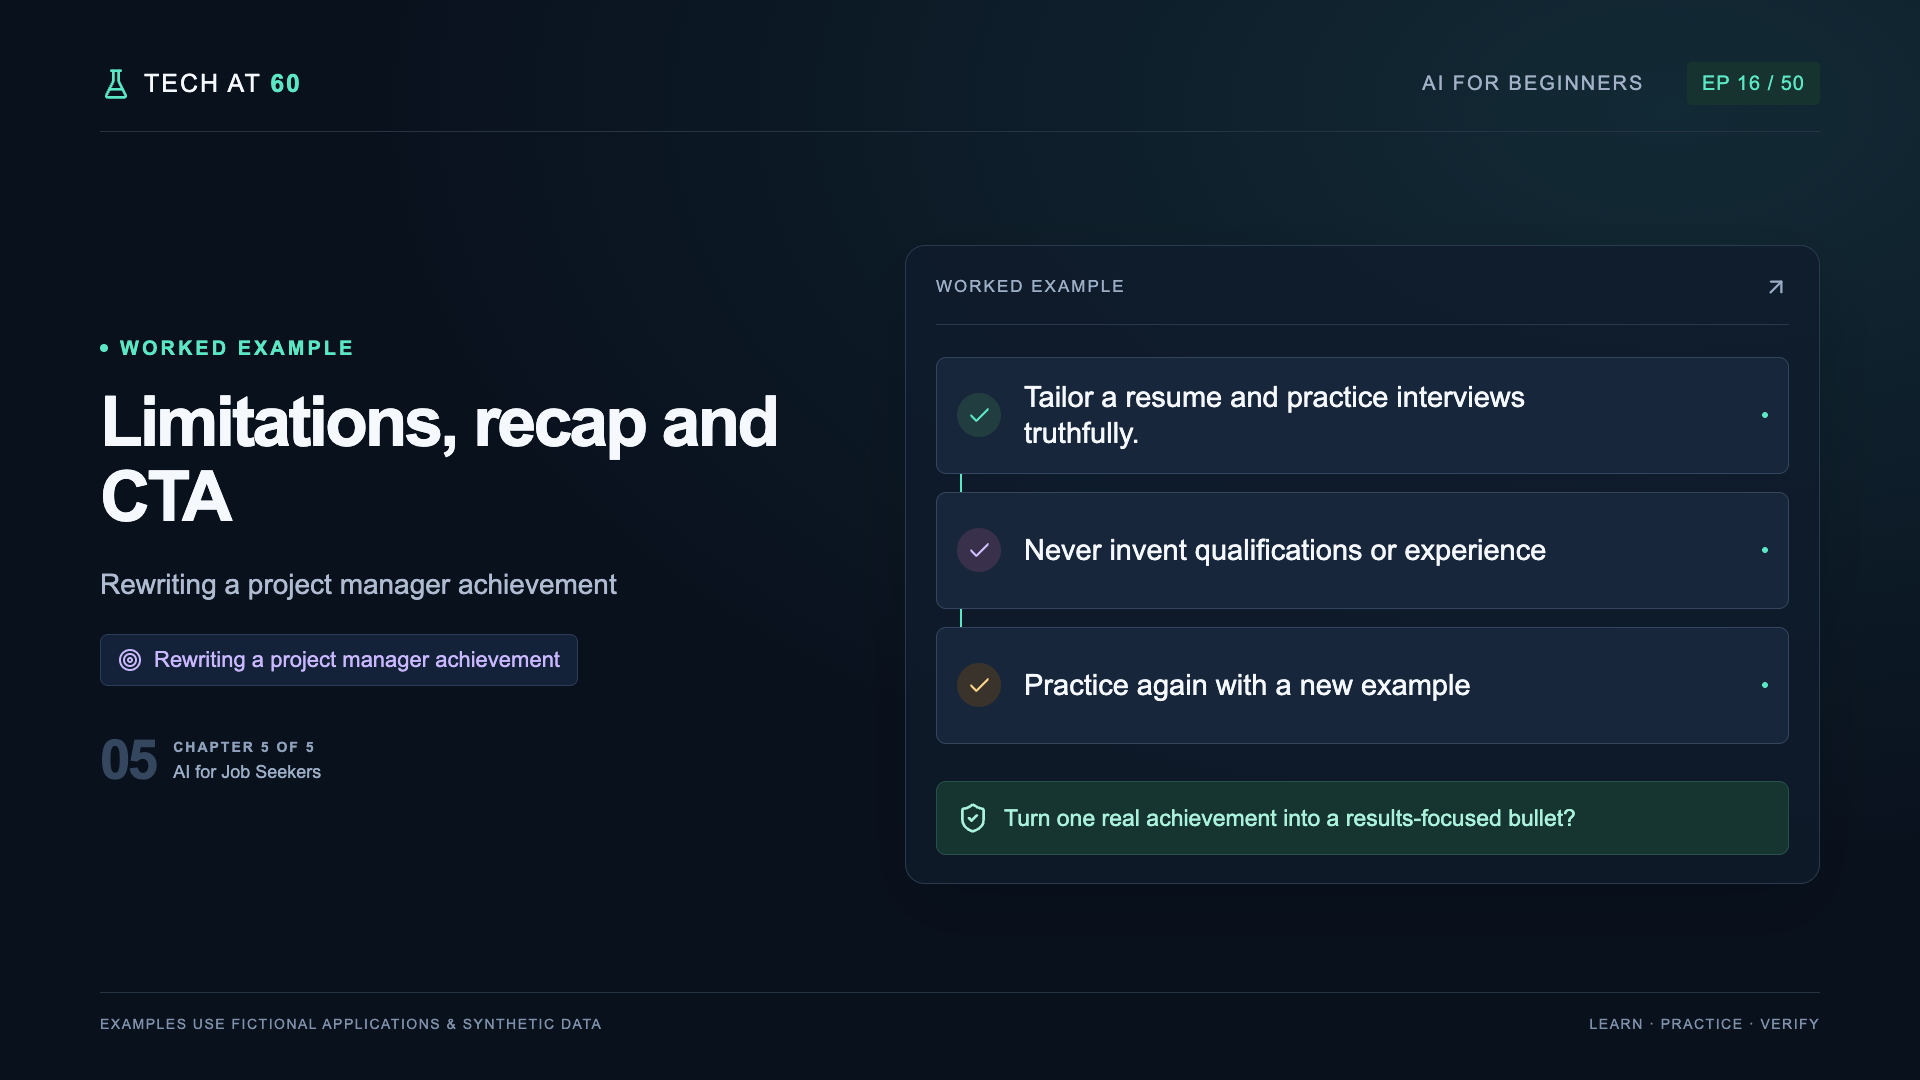 TECH AT 60
AI FOR BEGINNERS
EP 16 / 50
• WORKED EXAMPLE
Limitations, recap and
CTA
Rewriting a project manager achievement
Rewriting a project manager achievement
05
CHAPTER 5 OF 5
AI for Job Seekers
WORKED EXAMPLE
Tailor a resume and practice interviews
truthfully.
Never invent qualifications or experience
Practice again with a new example
Turn one real achievement into a results-focused bullet?
EXAMPLES USE FICTIONAL APPLICATIONS & SYNTHETIC DATA
LEARN · PRACTICE · VERIFY